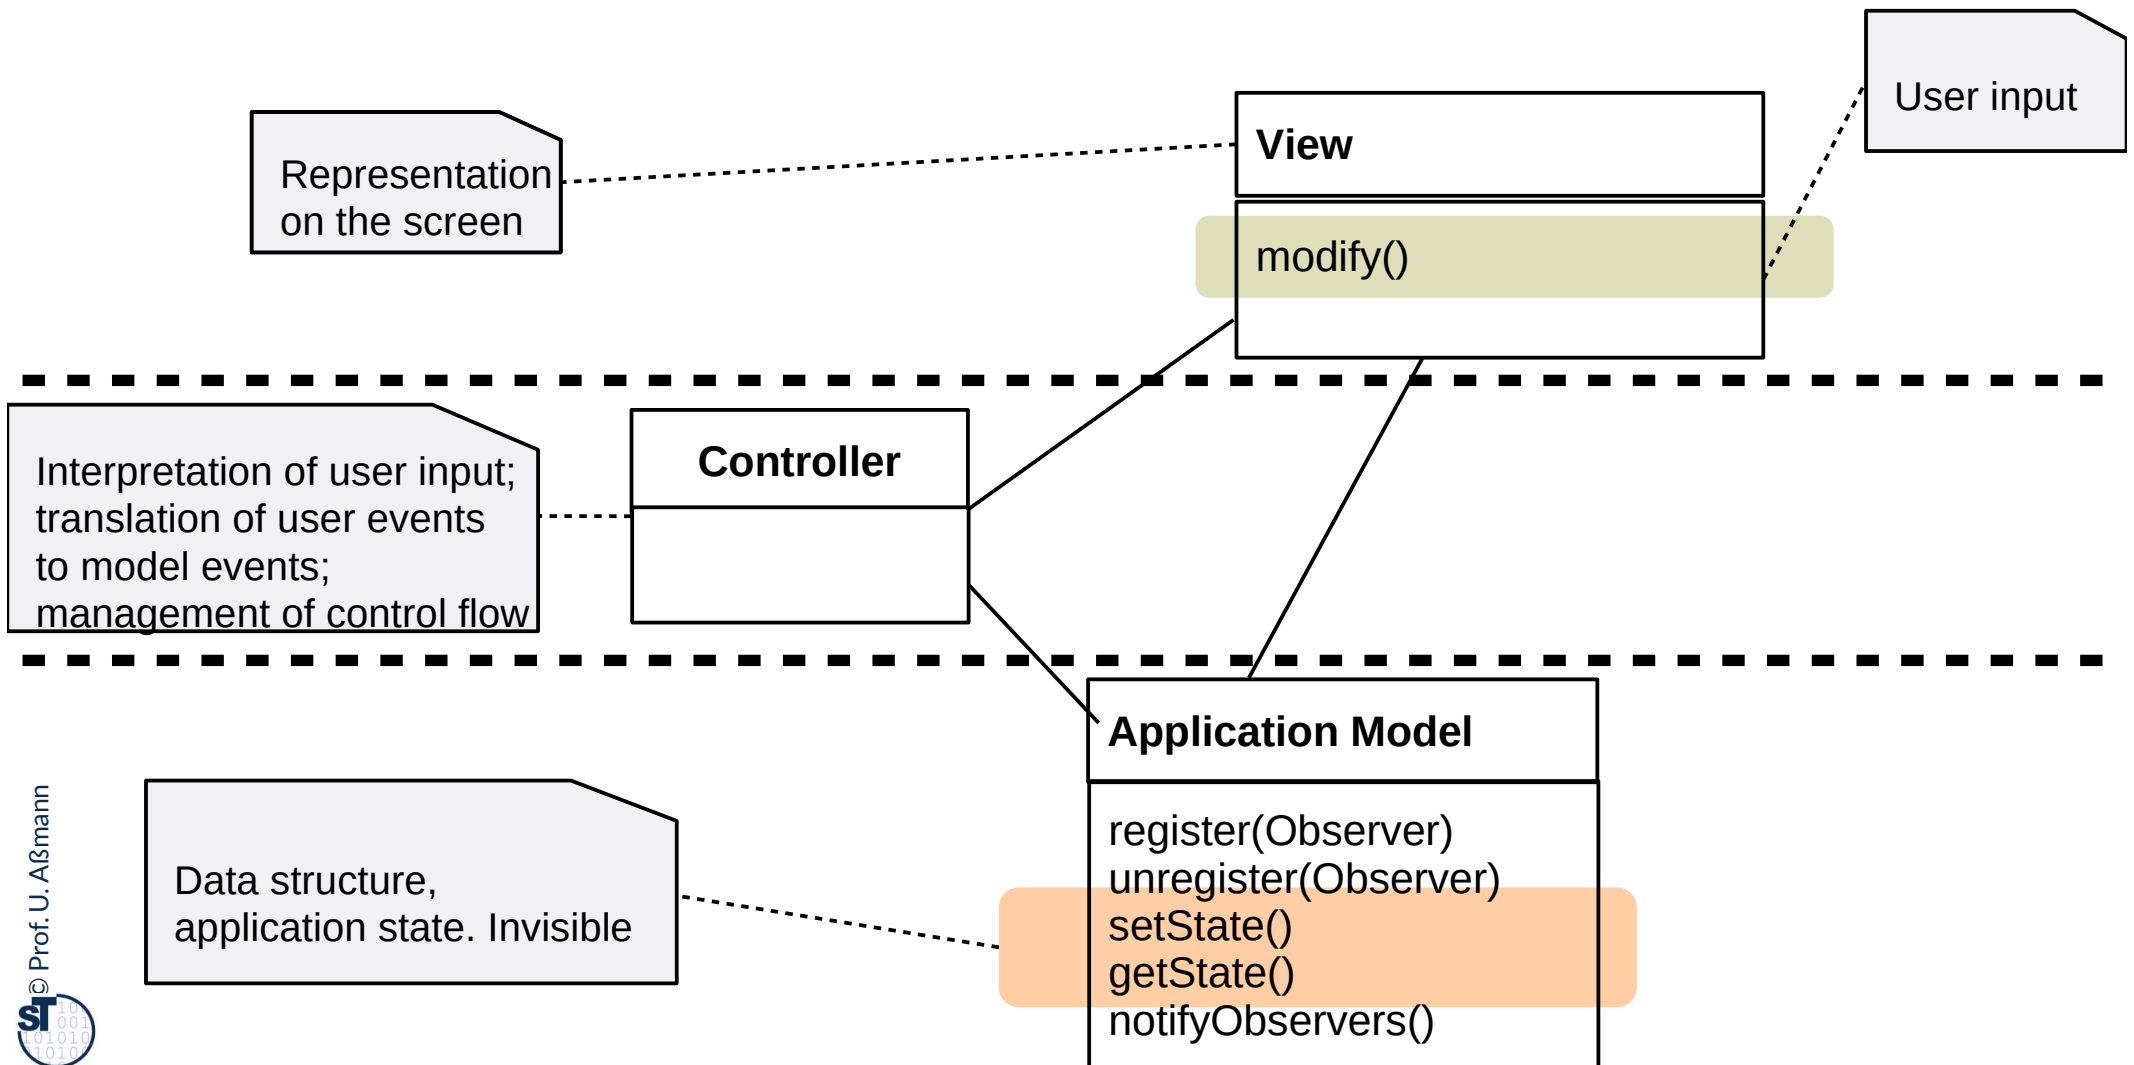 User input
View
Representation
on the screen
modify()
Controller
Interpretation of user input;
translation of user events
to model events;
management of control flow
Application Model
register(Observer)
unregister(Observer)
setState()
getState()
notifyObservers()
Data structure,
application state. Invisible
© Prof. U. Aßmann
ST